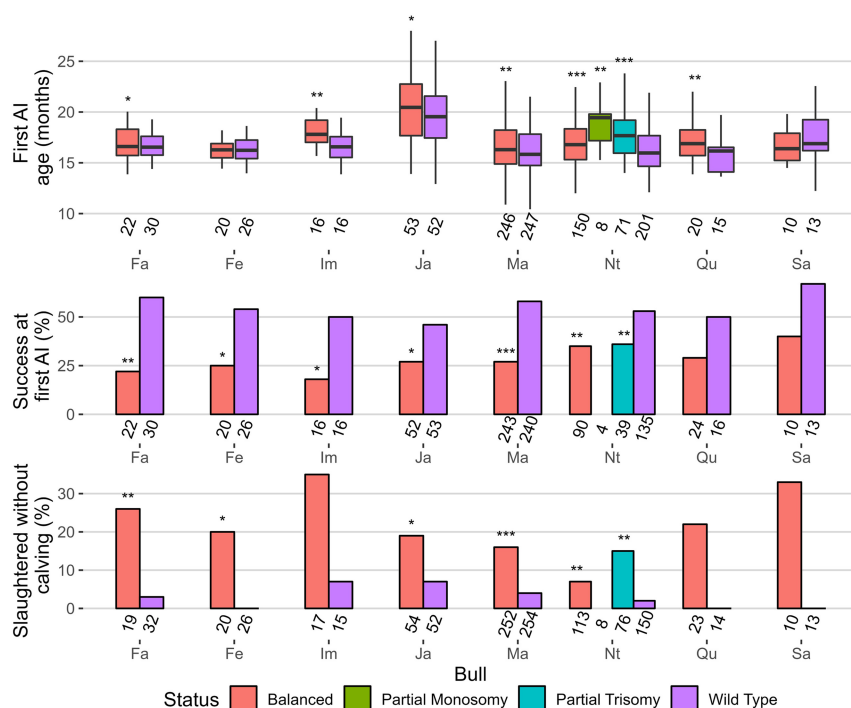 First AI
age (months)
25
20
15
10
* ** * ** *** ** *** **
22 30 20 26 16 16 53 52 246 247 150 8 71 201 20 15 10 13
Fa Fe Im Ja Ma Nt Qu Sa
Success at
first AI (%)
50
25
0
** * * * *** ** **
22 30 20 26 16 16 52 53 243 240 90 4 39 135 24 16 10 13
Fa Fe Im Ja Ma Nt Qu Sa
Slaughtered without
calving (%)
30
20
10
0
** * * *** ** **
19 32 20 26 17 15 54 52 252 254 113 8 76 150 23 14 10 13
Fa Fe Im Ja Ma Nt Qu Sa
Bull
Status Balanced Partial Monosomy Partial Trisomy Wild Type